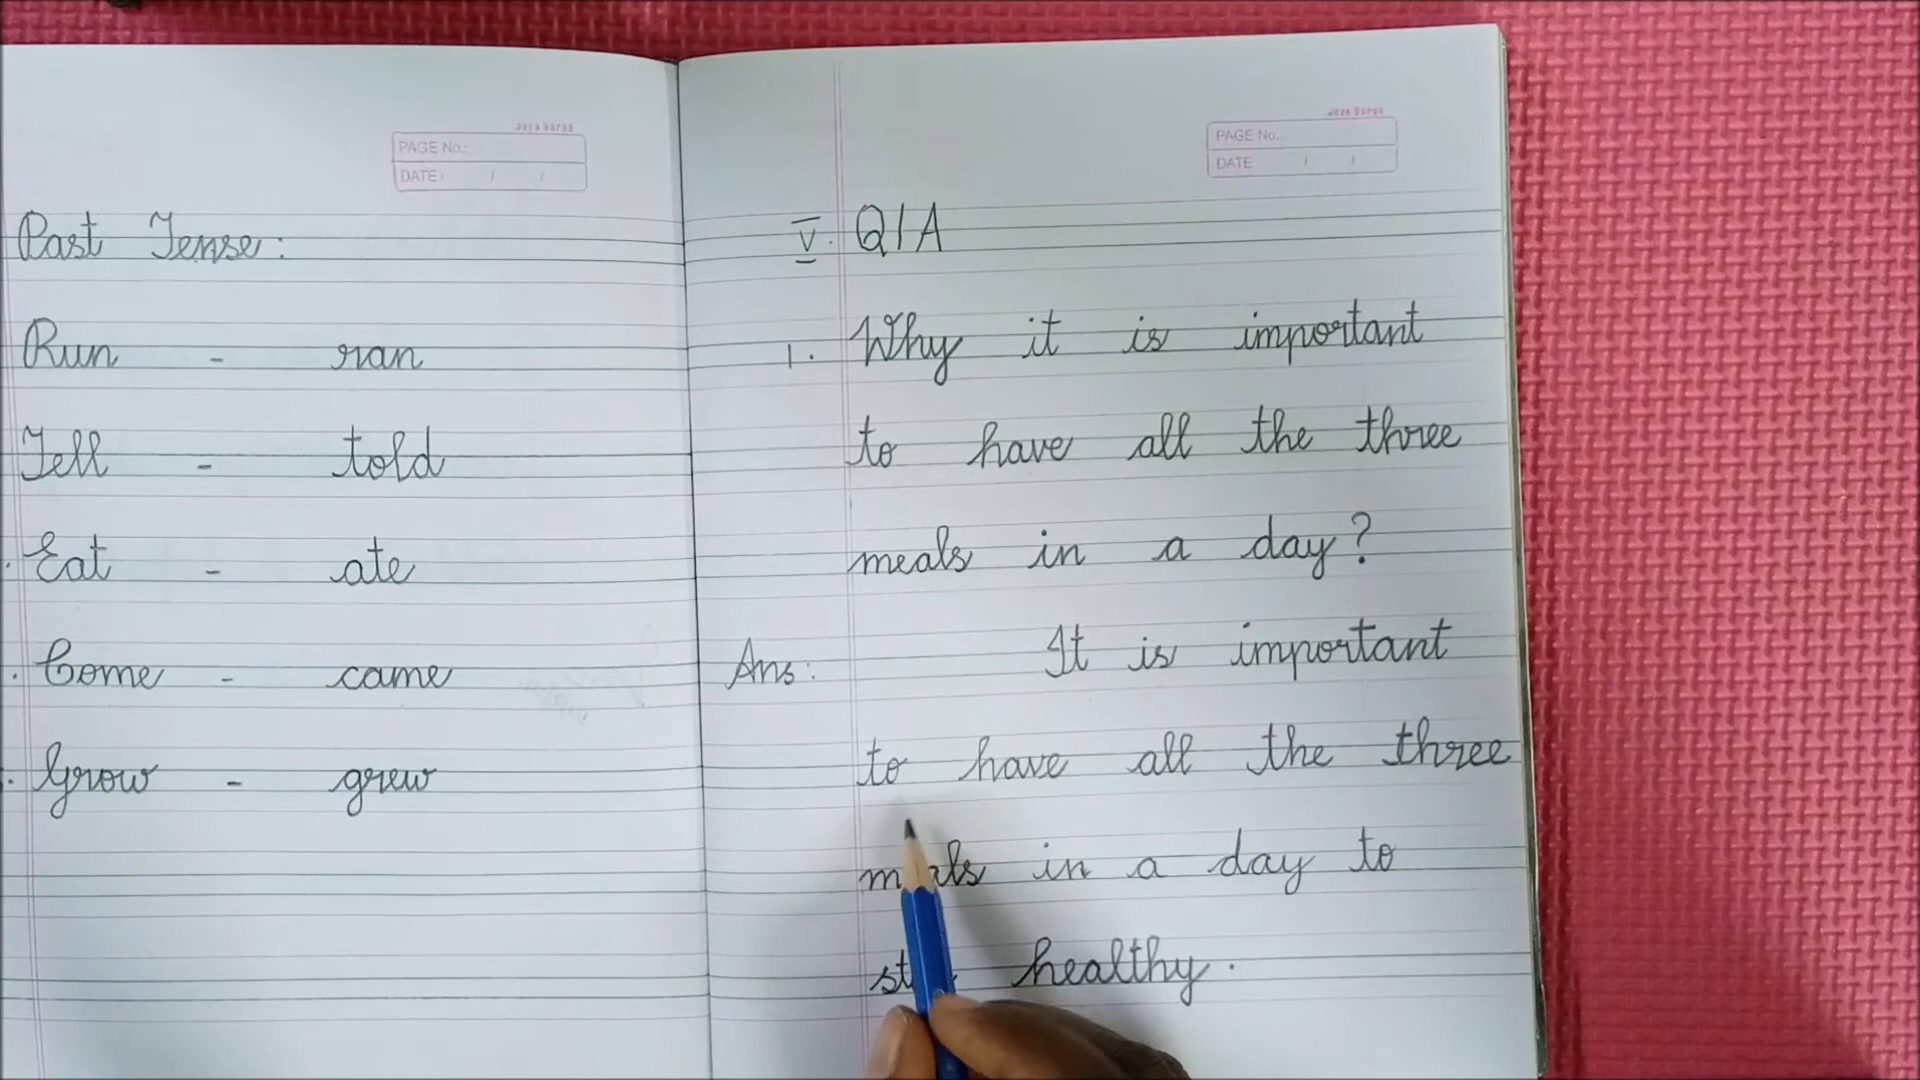 PAGE No.:
DATE: / /
Past Tense:
Run - ran
Tell - told
Eat - ate
Come - came
Grow - grew
PAGE No.:
DATE / /
V. Q/A
1. Why it is important
to have all the three
meals in a day?
Ans: It is important
to have all the three
in a day to
healthy.